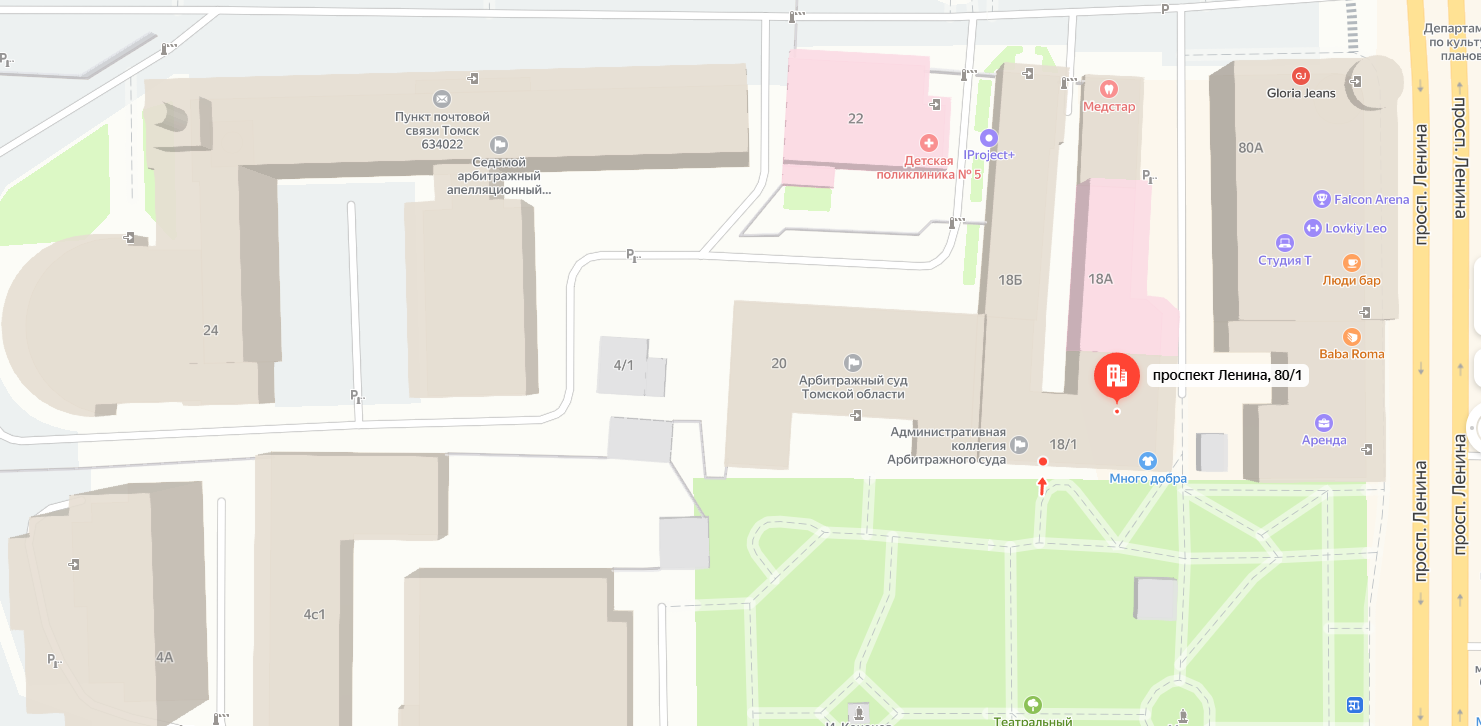 P
P
Департам
по культ
планов
GJ
Gloria Jeans
Пункт почтовой
связи Томск
634022
Седьмой
арбитражный
апелляционный...
22
Детская
поликлиника № 5
IProject+
Медстар
80А
P
просп. Ленина
просп. Ленина
Falcon Arena
Lovkiy Leo
Студия Т
Люди бар
P
18Б
18А
24
4/1
20
Арбитражный суд
Томской области
Baba Roma
проспект Ленина, 80/1
P
Административная
коллегия
Арбитражного суда
18/1
Много добра
Аренда
просп. Ленина
просп. Ленина
4с1
4А
P
Театральный